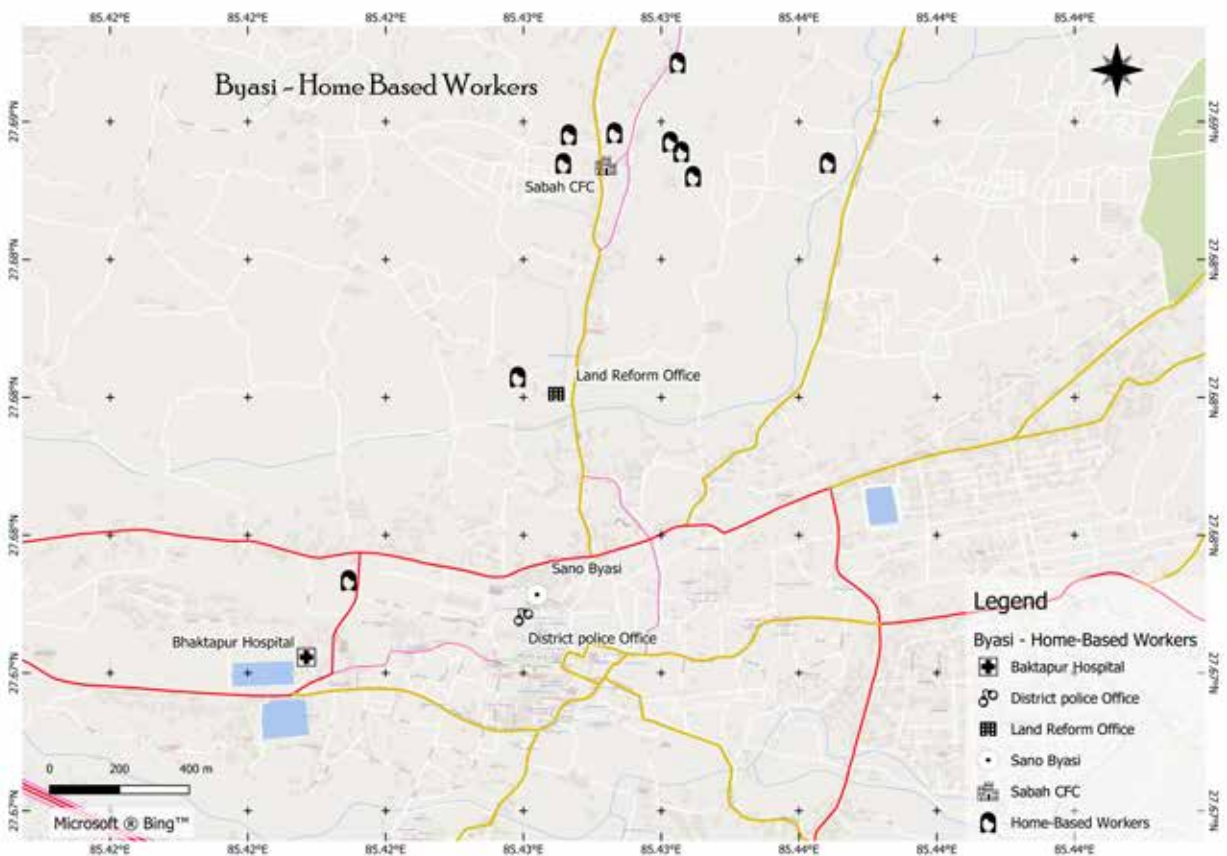 85.42°E 85.42°E 85.42°E 85.43°E 85.43°E 85.44°E 85.44°E 85.44°E
Byasi - Home Based Workers
27.69°N 27.69°N
Sabah CFC
27.68°N 27.68°N
Land Reform Office
27.68°N 27.68°N
27.68°N 27.68°N
Sano Byasi
Legend
District police Office
Byasi - Home-Based Workers
Bhaktapur Hospital
Baktapur Hospital
27.67°N 27.67°N
District police Office
Land Reform Office
Sano Byasi
0 200 400 m
Sabah CFC
27.67°N 27.67°N
Microsoft ® Bing™
Home-Based Workers
85.42°E 85.42°E 85.42°E 85.43°E 85.43°E 85.44°E 85.44°E 85.44°E